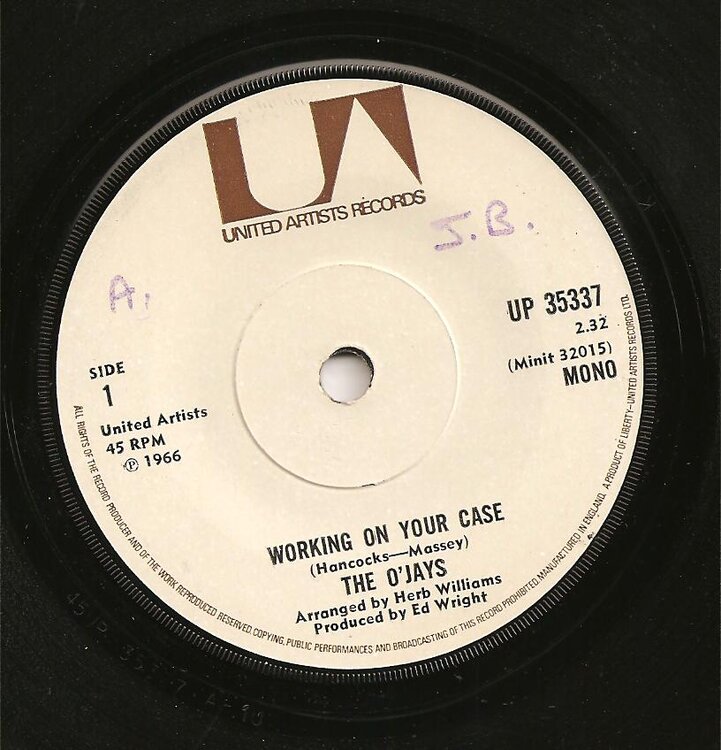 UA
UNITED ARTISTS RECORDS
J.B.
A.
UP 35337
2.32
(Minit 32015)
MONO
SIDE
1
United Artists
45 RPM
℗ 1966
WORKING ON YOUR CASE
(Hancocks—Massey)
THE O'JAYS
Arranged by Herb Williams
Produced by Ed Wright
ALL RIGHTS OF THE RECORD PRODUCER AND OF THE WORK REPRODUCED RESERVED. COPYING, PUBLIC PERFORMANCES AND BROADCASTING OF THIS RECORD PROHIBITED. MANUFACTURED IN ENGLAND. A PRODUCT OF LIBERTY–UNITED ARTISTS RECORDS LTD.